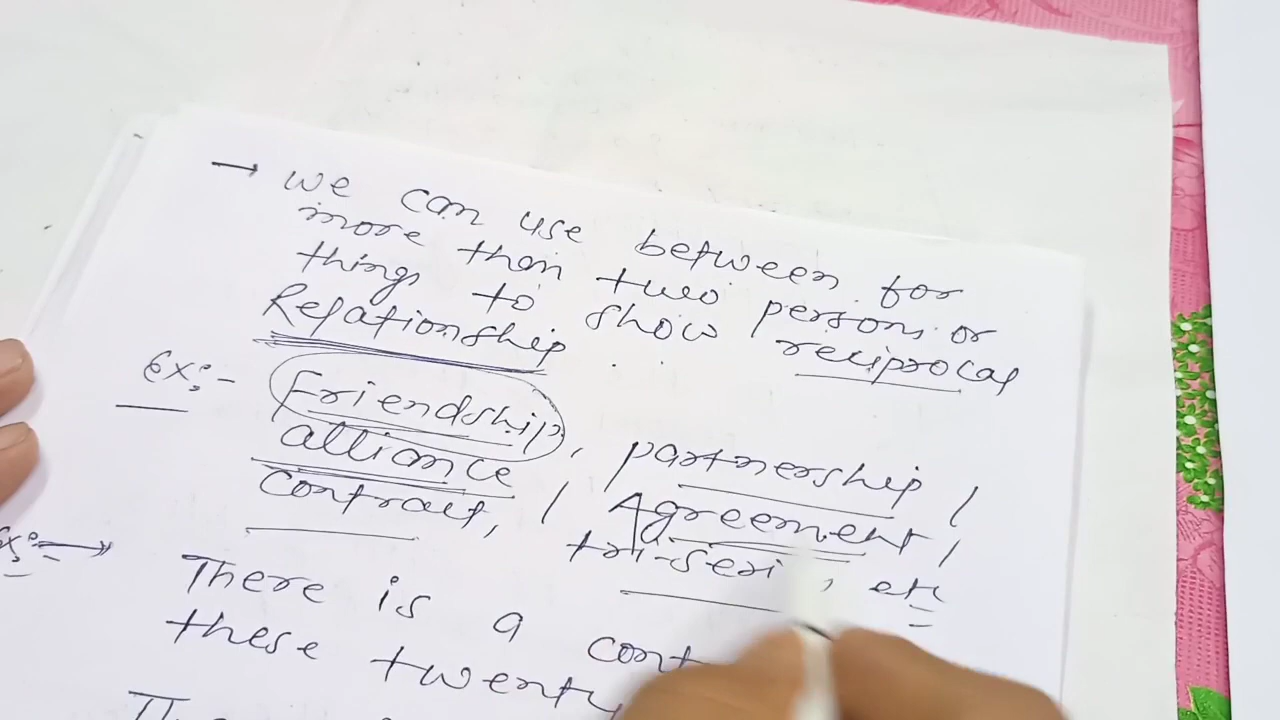 → we can use between for
more than two persons or
things to show reciprocal
Relationship.
Ex:- Friendship, partnership,
alliance, Agreement,
contract, tri-series, etc
Ex:→ There is a
these twenty